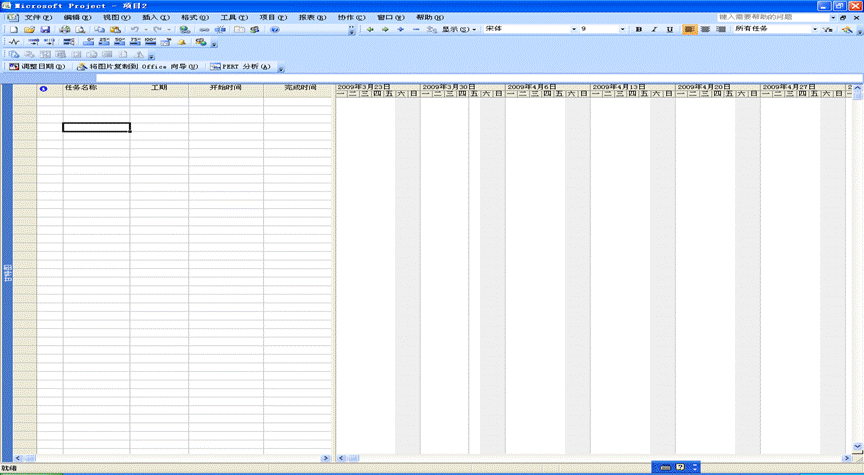 Microsoft Project - 项目2
文件(F) 编辑(E) 视图(V) 插入(I) 格式(O) 工具(T) 项目(P) 报表(R) 协作(C) 窗口(W) 帮助(H) 键入需要帮助的问题
显示(S) 宋体 9 B I U 所有任务
0% 25% 50% 75% 100%
调整日期(D) 将图片复制到 Office 向导(W) PERT 分析(A)
任务名称 工期 开始时间 完成时间 2009年3月23日 2009年3月30日 2009年4月6日 2009年4月13日 2009年4月20日 2009年4月27日 2
一 二 三 四 五 六 日 一 二 三 四 五 六 日 一 二 三 四 五 六 日 一 二 三 四 五 六 日 一 二 三 四 五 六 日 一 二 三 四 五 六 日 一
就绪